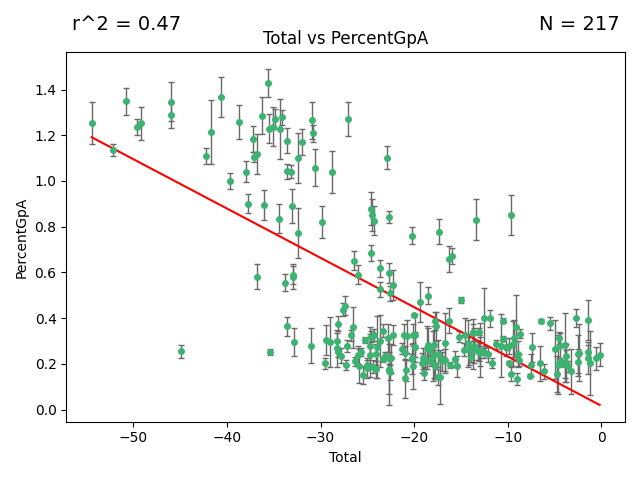 r^2 = 0.47
N = 217
Total vs PercentGpA
PercentGpA
1.4
1.2
1.0
0.8
0.6
0.4
0.2
0.0
−50
−40
−30
−20
−10
0
Total